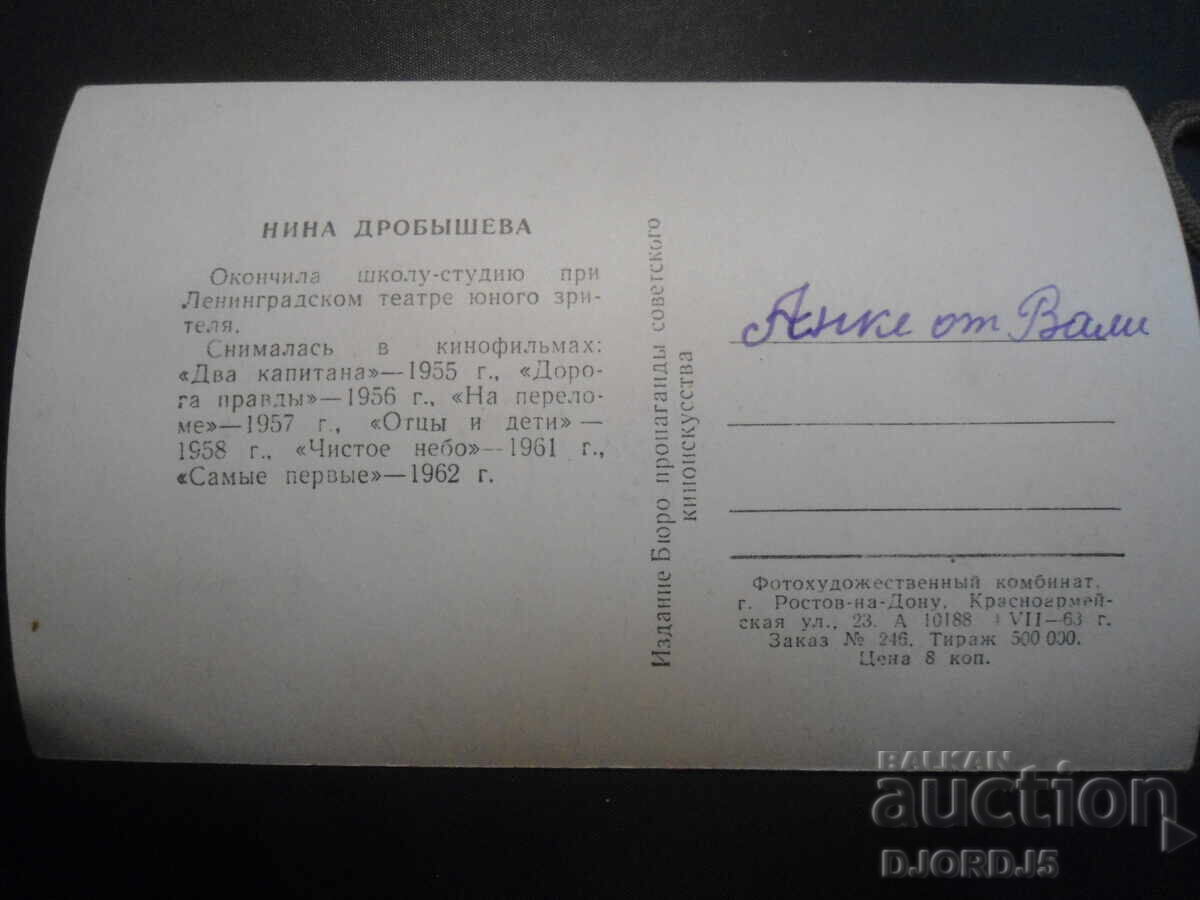 НИНА ДРОБЫШЕВА
Окончила школу-студию при
Ленинградском театре юного зри-
теля.
Снималась в кинофильмах:
«Два капитана»—1955 г., «Доро-
га правды»—1956 г., «На перело-
ме»—1957 г., «Отцы и дети»—
1958 г., «Чистое небо»—1961 г.,
«Самые первые»—1962 г.
Издание Бюро пропаганды советского
киноискусства
Анке от Вали
Фотохудожественный комбинат,
г. Ростов-на-Дону, Красноармей-
ская ул., 23. А 10188 VII—63 г.
Заказ № 246. Тираж 500 000.
Цена 8 коп.
BALKAN
auction
DJORDJ5